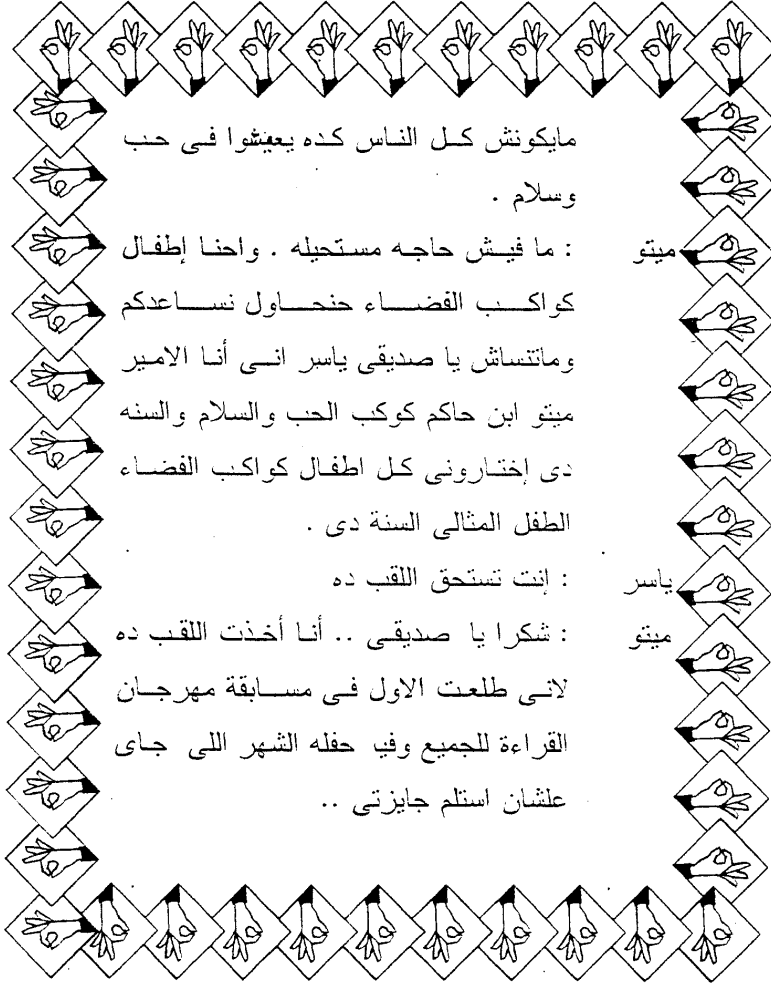 مايكونش كل الناس كده يعيشوا فى حب
وسلام .
ميتو : ما فيش حاجه مستحيله . واحنا إطفال
كواكب الفضاء حنحاول نساعدكم
وماتنساش يا صديقى ياسر انى أنا الامير
ميتو ابن حاكم كوكب الحب والسلام والسنه
دى إختارونى كل اطفال كواكب الفضاء
الطفل المثالى السنة دى .
ياسر : إنت تستحق اللقب ده
ميتو : شكرا يا صديقى .. أنا أخذت اللقب ده
لانى طلعت الاول فى مسابقة مهرجان
القراءة للجميع وفيه حفله الشهر اللى جاى
علشان استلم جايزتى ..